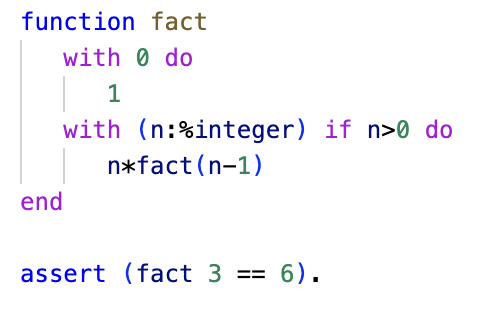 function fact
with 0 do
1
with (n:%integer) if n>0 do
n*fact(n-1)
end
assert (fact 3 == 6).